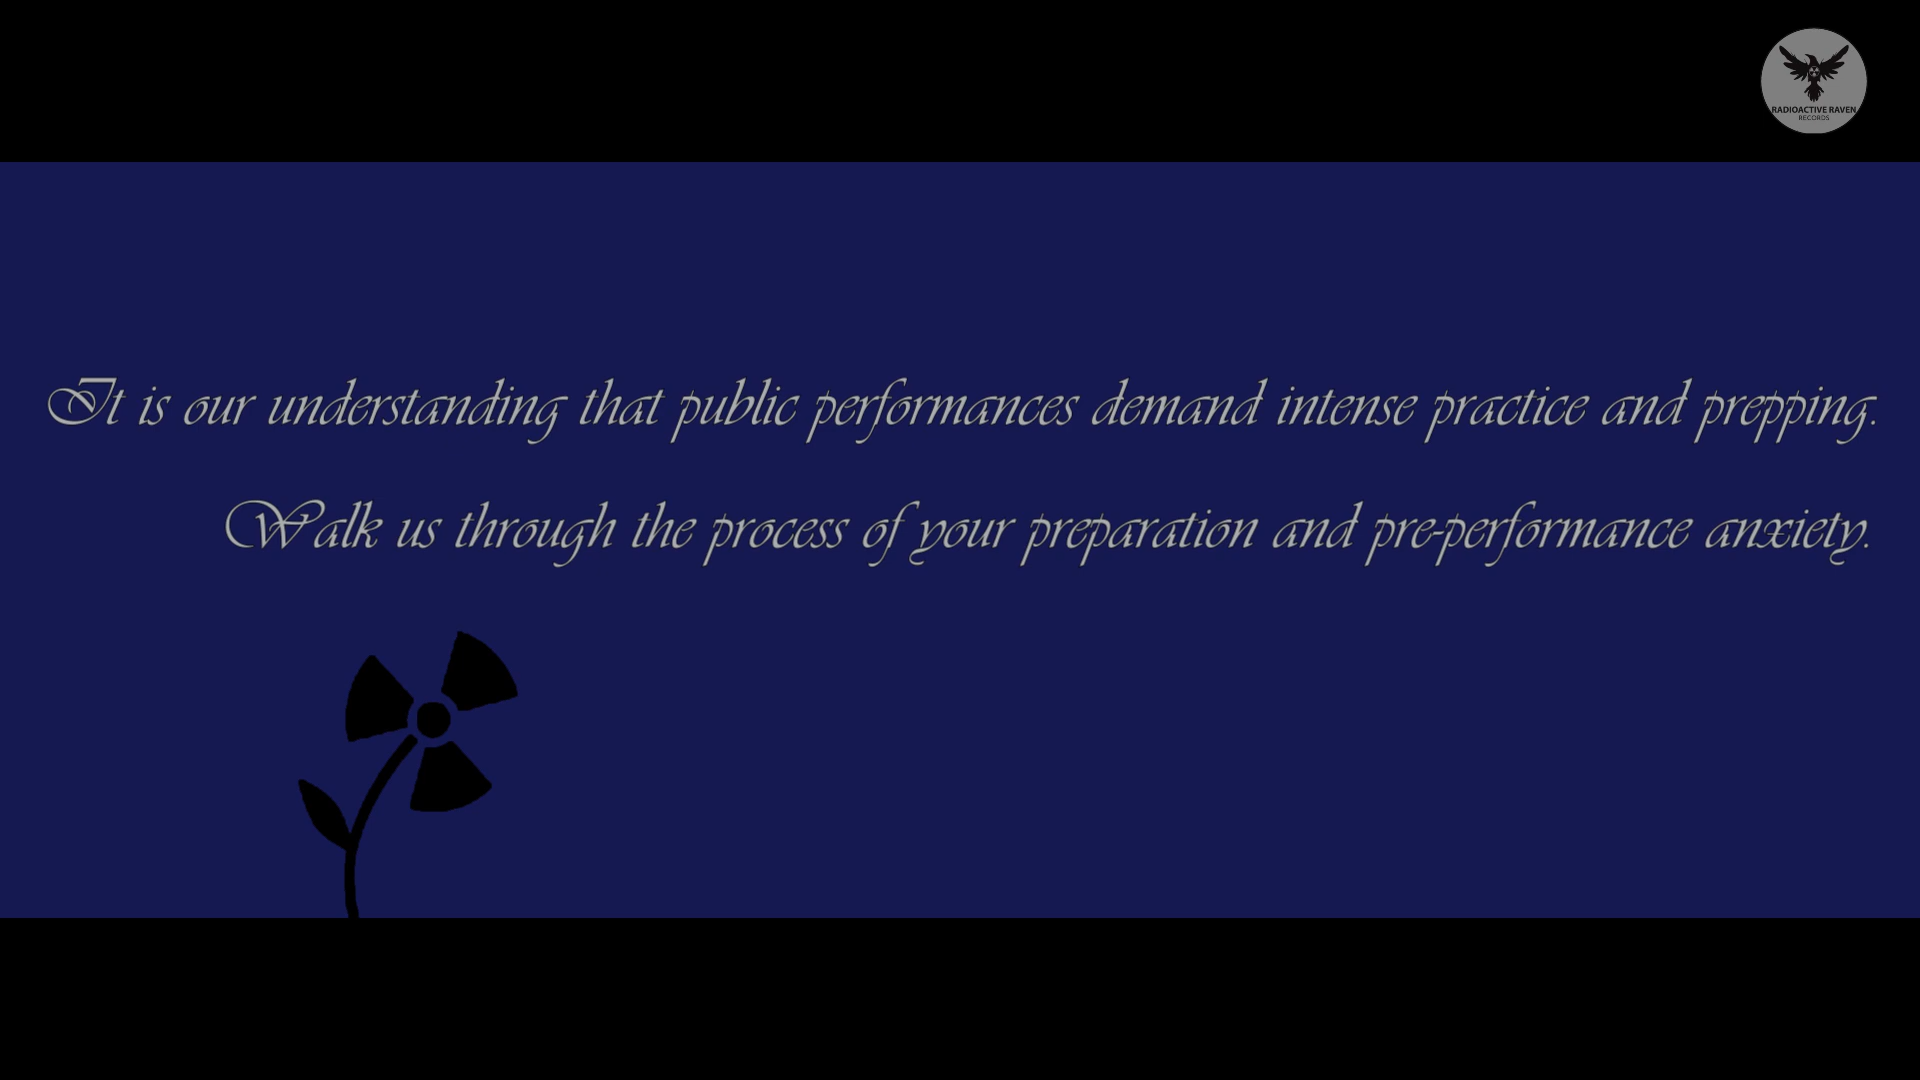 RADIOACTIVE RAVEN
RECORDS
It is our understanding that public performances demand intense practice and prepping.
Walk us through the process of your preparation and pre-performance anxiety.